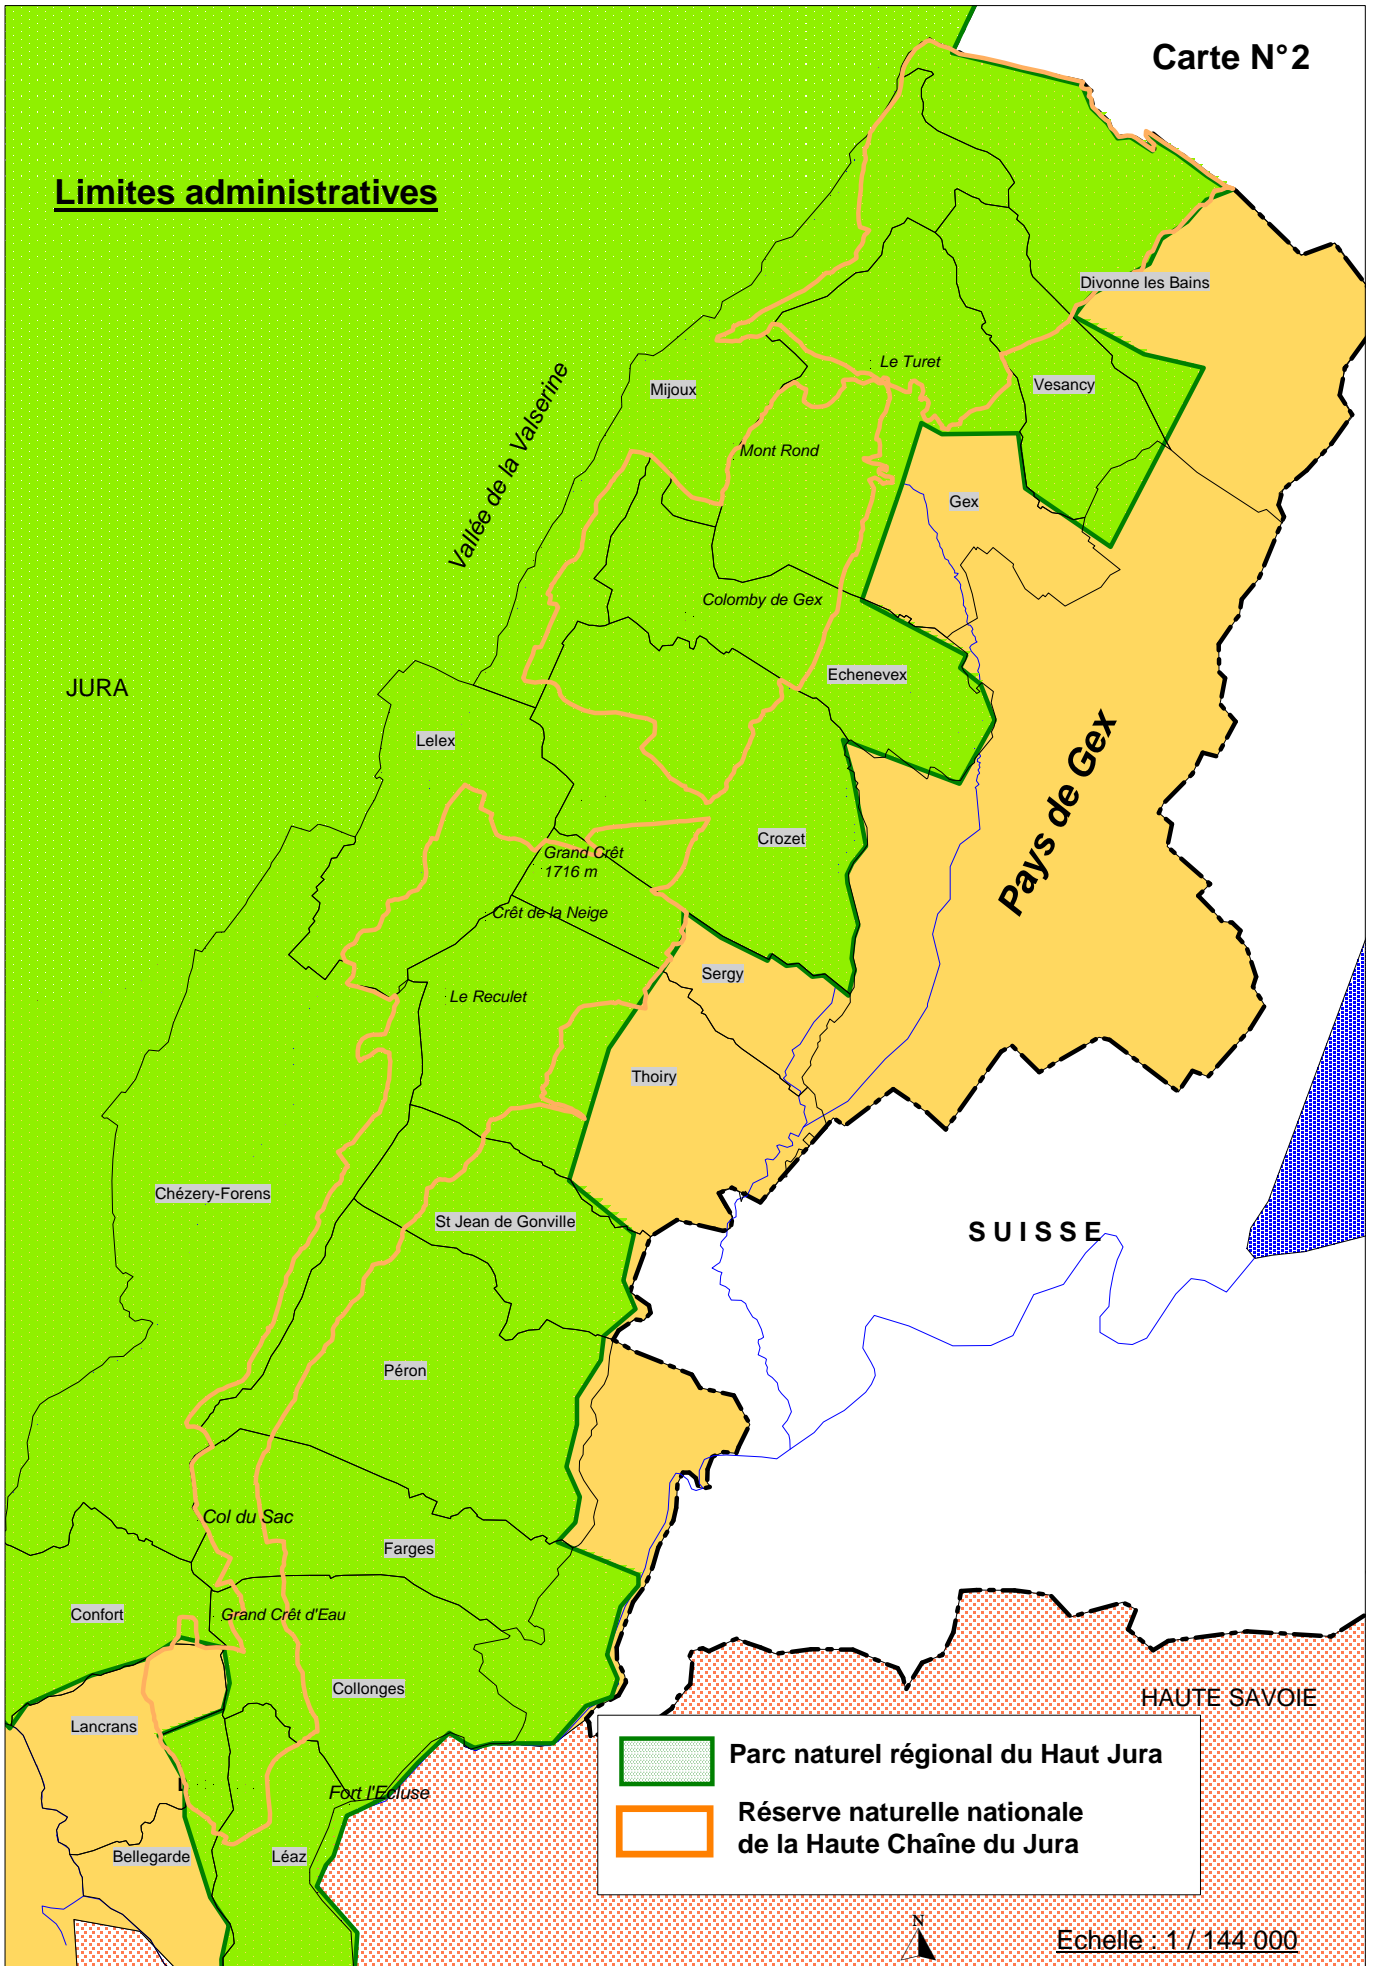 Carte N°2
Limites administratives
Divonne les Bains
Le Turet
Vesancy
Mijoux
Vallée de la Valserine
Mont Rond
Gex
Colomby de Gex
Echenevex
JURA
Lelex
Pays de Gex
Crozet
Grand Crêt
1716 m
Crêt de la Neige
Sergy
Le Reculet
Thoiry
Chézery-Forens
St Jean de Gonville
SUISSE
Péron
Col du Sac
Farges
Confort
Grand Crêt d'Eau
Collonges
HAUTE SAVOIE
Lancrans
Parc naturel régional du Haut Jura
Fort l'Ecluse
Réserve naturelle nationale
de la Haute Chaîne du Jura
Bellegarde
Léaz
N
Echelle : 1 / 144 000